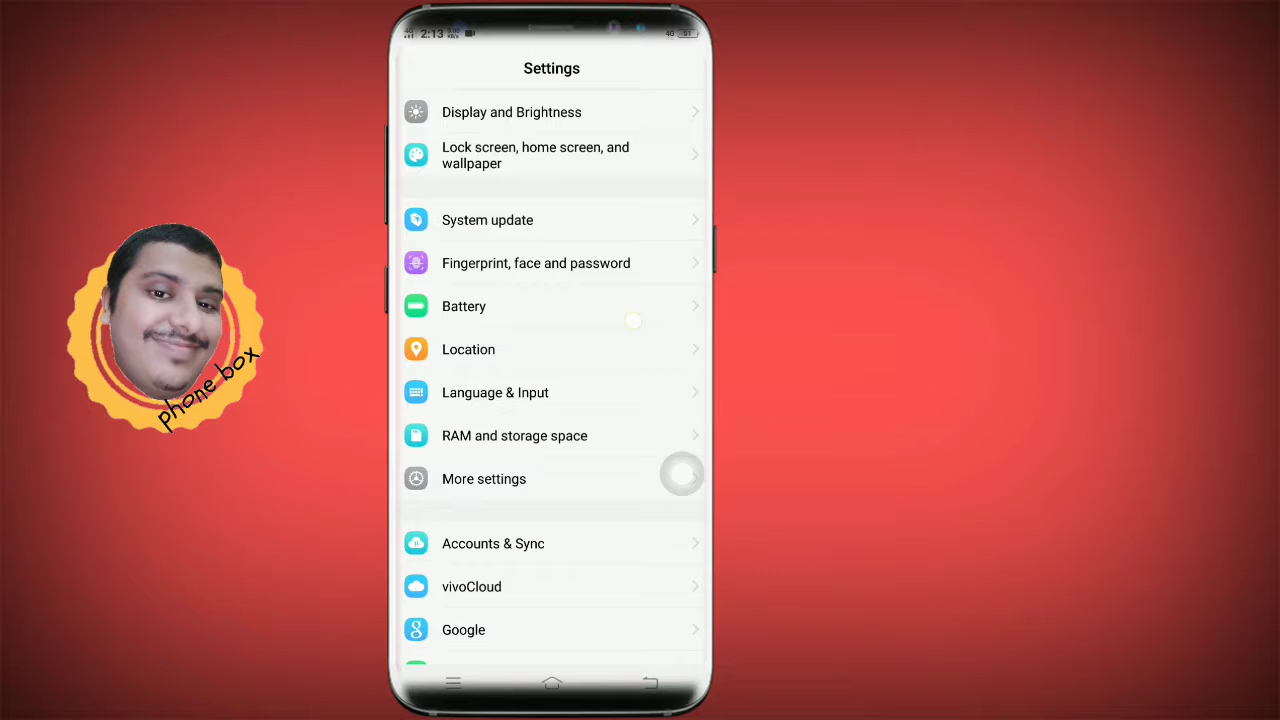 2:13
4G
Settings
Display and Brightness
Lock screen, home screen, and
wallpaper
System update
Fingerprint, face and password
Battery
Location
Language & Input
RAM and storage space
More settings
Accounts & Sync
vivoCloud
Google
phone box